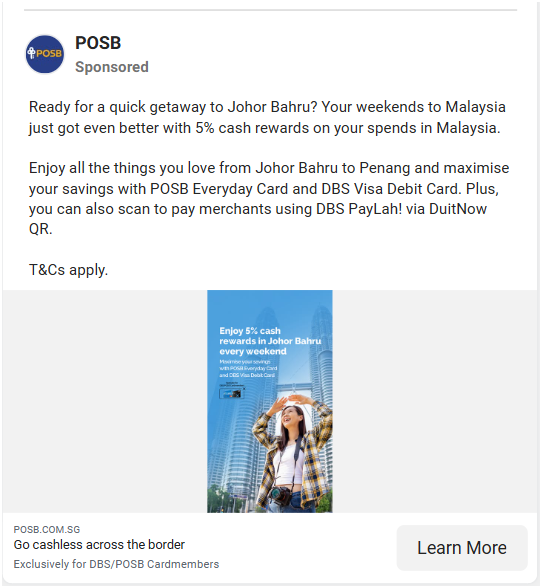 POSB
POSB
Sponsored
Ready for a quick getaway to Johor Bahru? Your weekends to Malaysia
just got even better with 5% cash rewards on your spends in Malaysia.
Enjoy all the things you love from Johor Bahru to Penang and maximise
your savings with POSB Everyday Card and DBS Visa Debit Card. Plus,
you can also scan to pay merchants using DBS PayLah! via DuitNow
QR.
T&Cs apply.
Enjoy 5% cash
rewards in Johor Bahru
every weekend
Maximise your savings
with POSB Everyday Card
and DBS Visa Debit Card
POSB.COM.SG
Go cashless across the border
Exclusively for DBS/POSB Cardmembers
Learn More